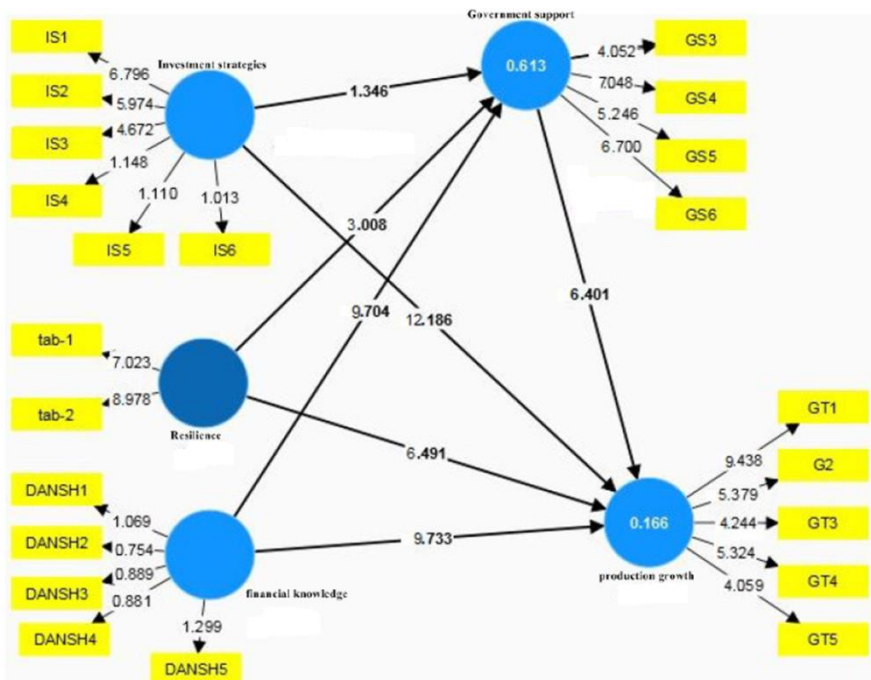 Government support
IS1
GS3
4.052
Investment strategies
6.796
0.613
IS2
5.974
1.346
7.048
GS4
IS3
4.672
5.246
GS5
1.148
6.700
IS4
1.110
1.013
GS6
IS5
IS6
3.008
6.401
9.704
12.186
tab-1
7.023
8.978
tab-2
GT1
Resilience
6.491
9.438
G2
5.379
DANSH1
1.069
4.244
GT3
0.166
DANSH2
0.754
9.733
5.324
0.889
production growth
GT4
DANSH3
0.881
financial knowledge
4.059
DANSH4
1.299
GT5
DANSH5